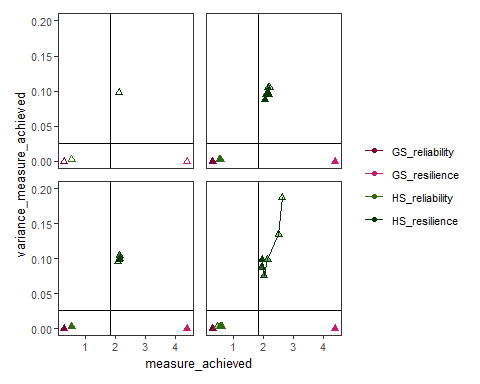 variance_measure_achieved
0.20
0.15
0.10
0.05
0.00
0.20
0.15
0.10
0.05
0.00
1 2 3 4 1 2 3 4
measure_achieved
GS_reliability
GS_resilience
HS_reliability
HS_resilience